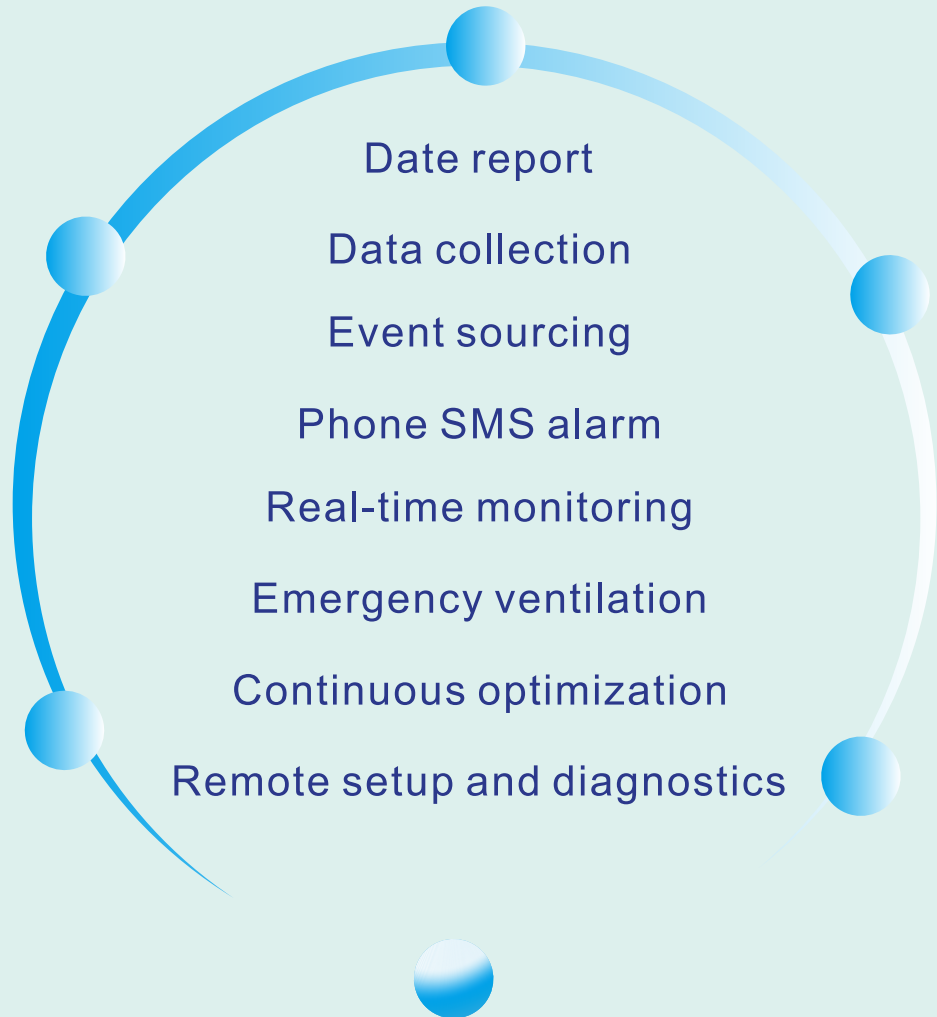 Date report
Data collection
Event sourcing
Phone SMS alarm
Real-time monitoring
Emergency ventilation
Continuous optimization
Remote setup and diagnostics